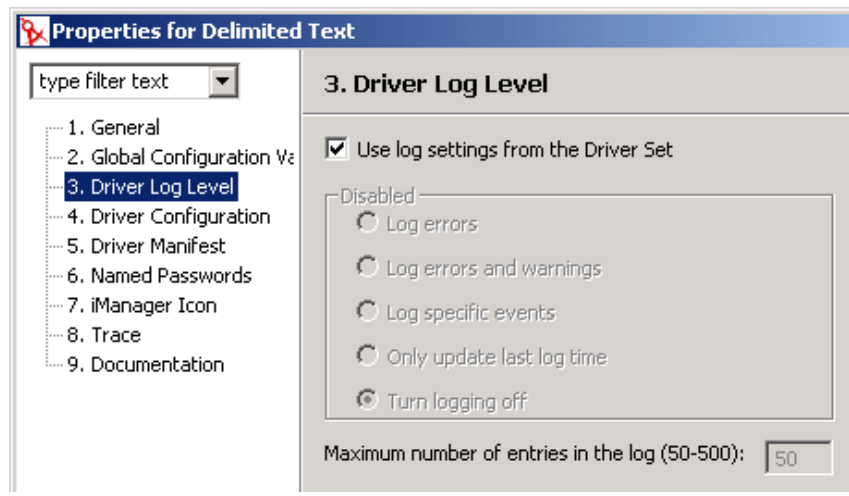 Properties for Delimited Text
type filter text
1. General
2. Global Configuration Va
3. Driver Log Level
4. Driver Configuration
5. Driver Manifest
6. Named Passwords
7. iManager Icon
8. Trace
9. Documentation
3. Driver Log Level
Use log settings from the Driver Set
Disabled
Log errors
Log errors and warnings
Log specific events
Only update last log time
Turn logging off
Maximum number of entries in the log (50-500): 50